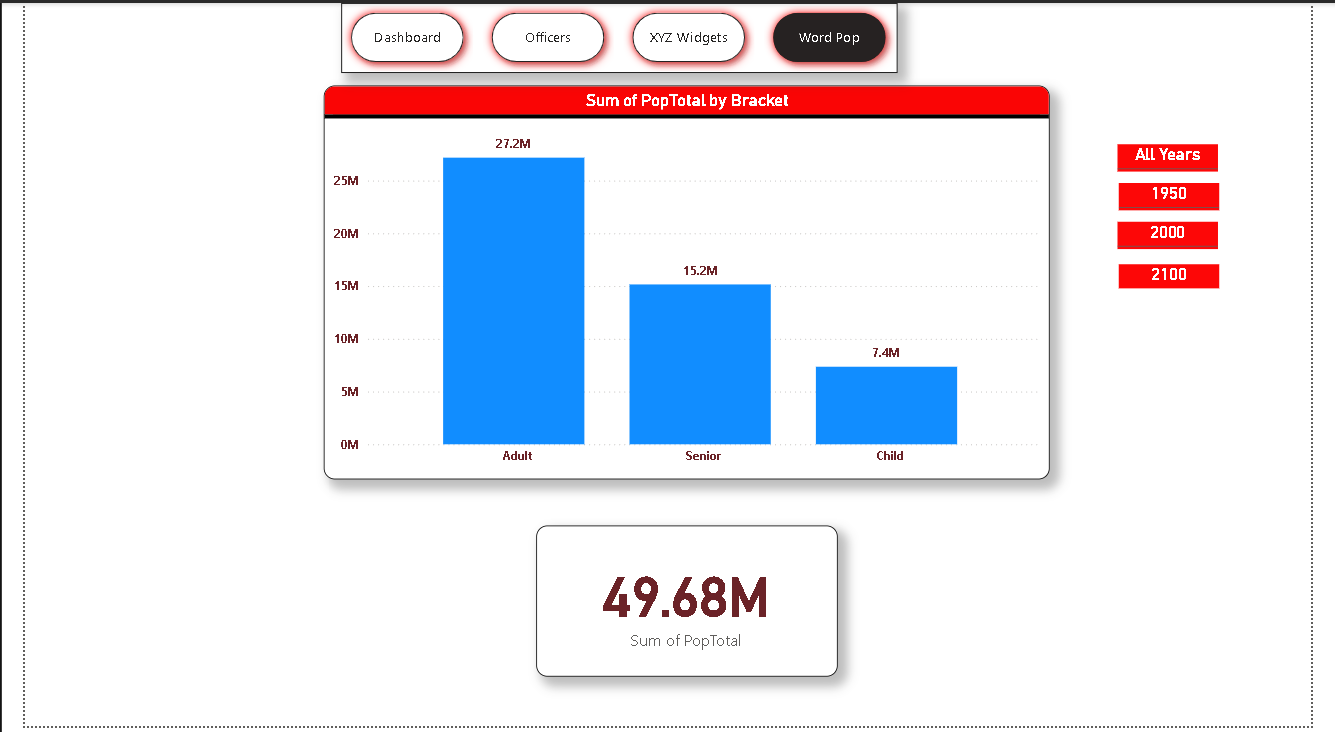 Dashboard
Officers
XYZ Widgets
Word Pop
Sum of PopTotal by Bracket
27.2M
25M
20M
15.2M
15M
10M
7.4M
5M
0M
Adult
Senior
Child
All Years
1950
2000
2100
49.68M
Sum of PopTotal